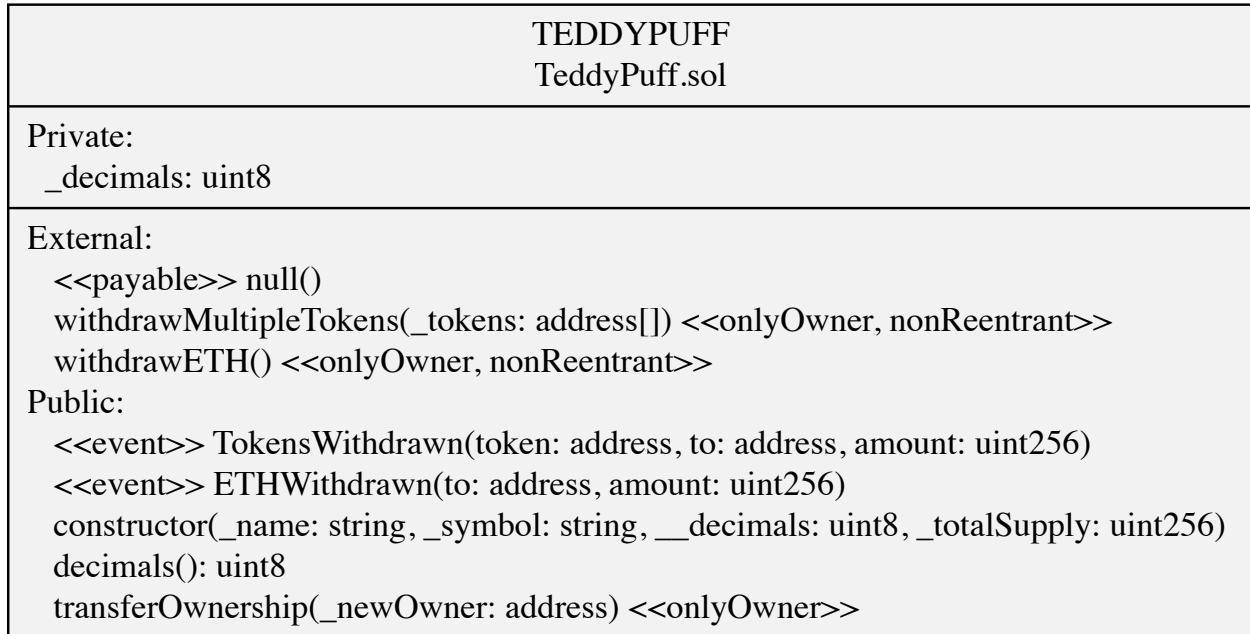 TEDDYPUFF
TeddyPuff.sol
Private:
_decimals: uint8
External:
<<payable>> null()
withdrawMultipleTokens(_tokens: address[]) <<onlyOwner, nonReentrant>>
withdrawETH() <<onlyOwner, nonReentrant>>
Public:
<<event>> TokensWithdrawn(token: address, to: address, amount: uint256)
<<event>> ETHWithdrawn(to: address, amount: uint256)
constructor(_name: string, _symbol: string, __decimals: uint8, _totalSupply: uint256)
decimals(): uint8
transferOwnership(_newOwner: address) <<onlyOwner>>